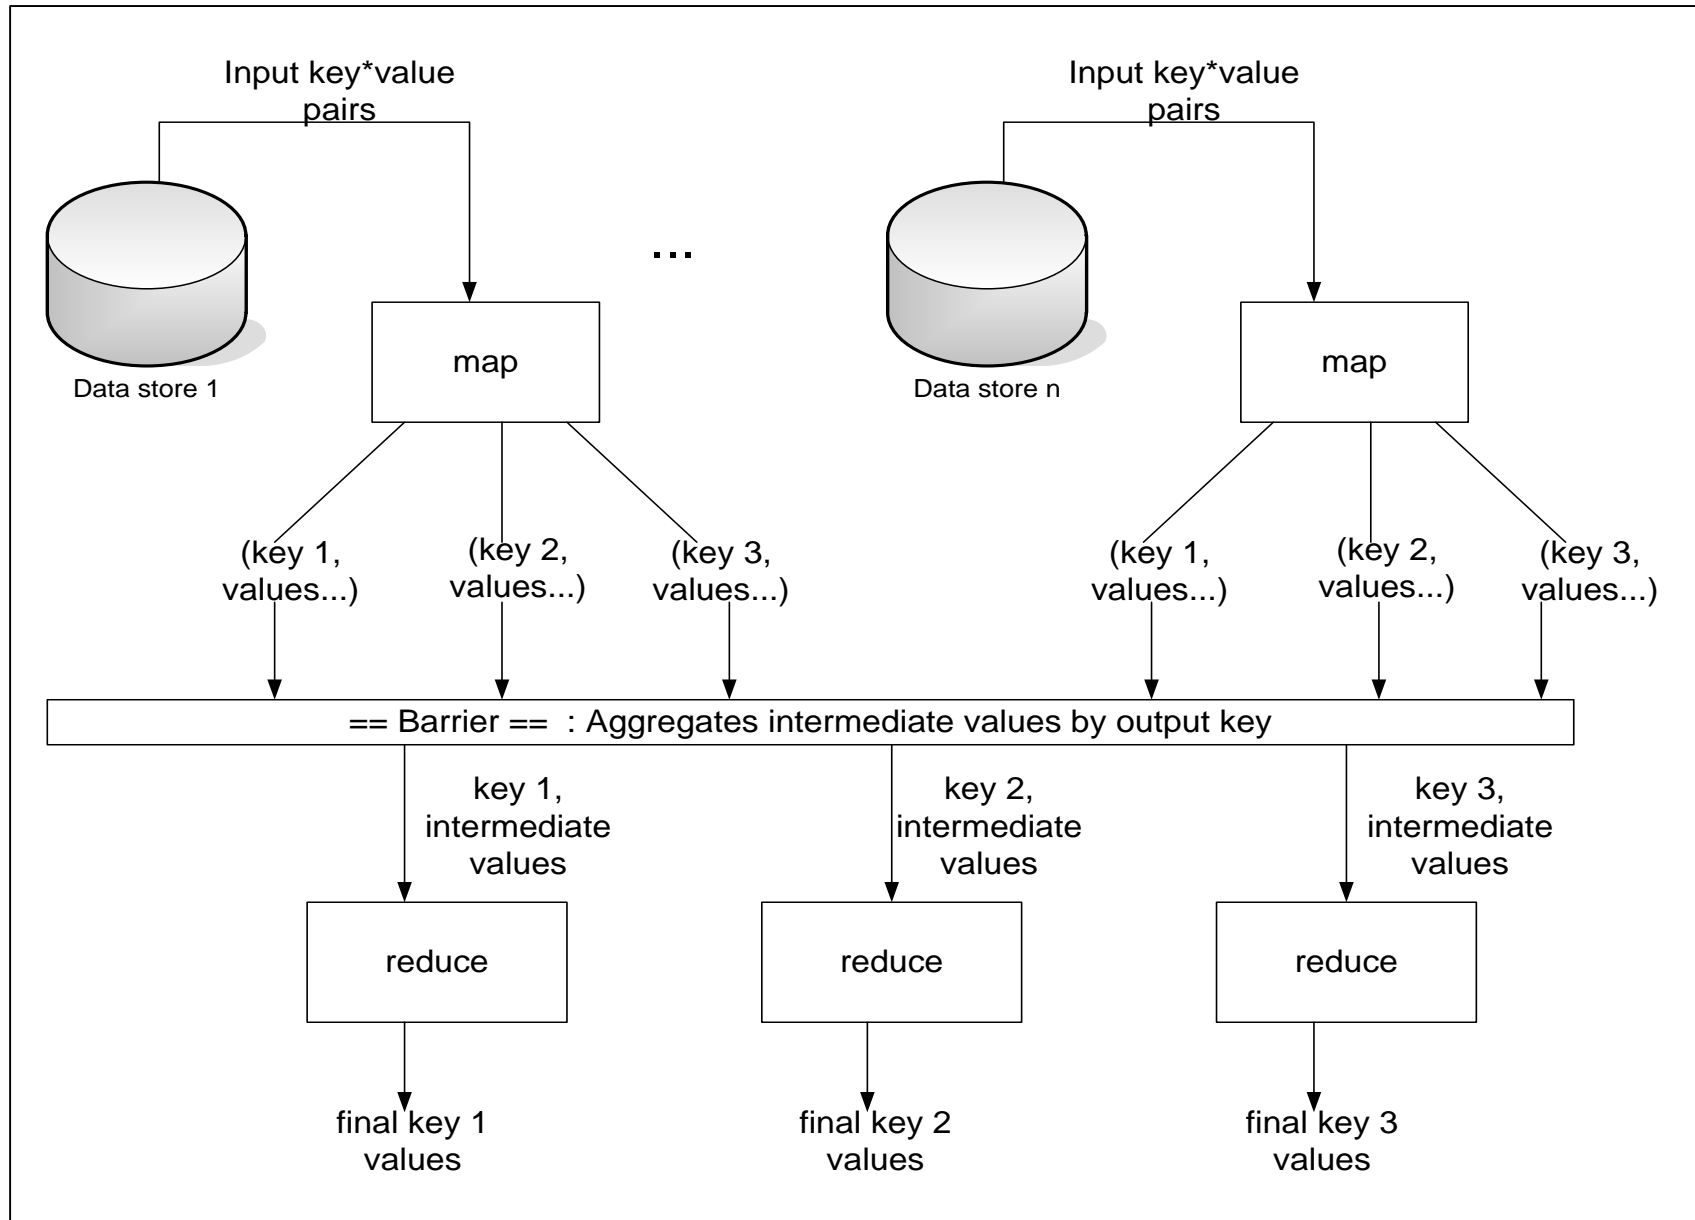 Input key*value
pairs
Input key*value
pairs
...
Data store 1
map
Data store n
map
(key 1,
values...)
(key 2,
values...)
(key 3,
values...)
(key 1,
values...)
(key 2,
values...)
(key 3,
values...)
== Barrier == : Aggregates intermediate values by output key
key 1,
intermediate
values
key 2,
intermediate
values
key 3,
intermediate
values
reduce
reduce
reduce
final key 1
values
final key 2
values
final key 3
values